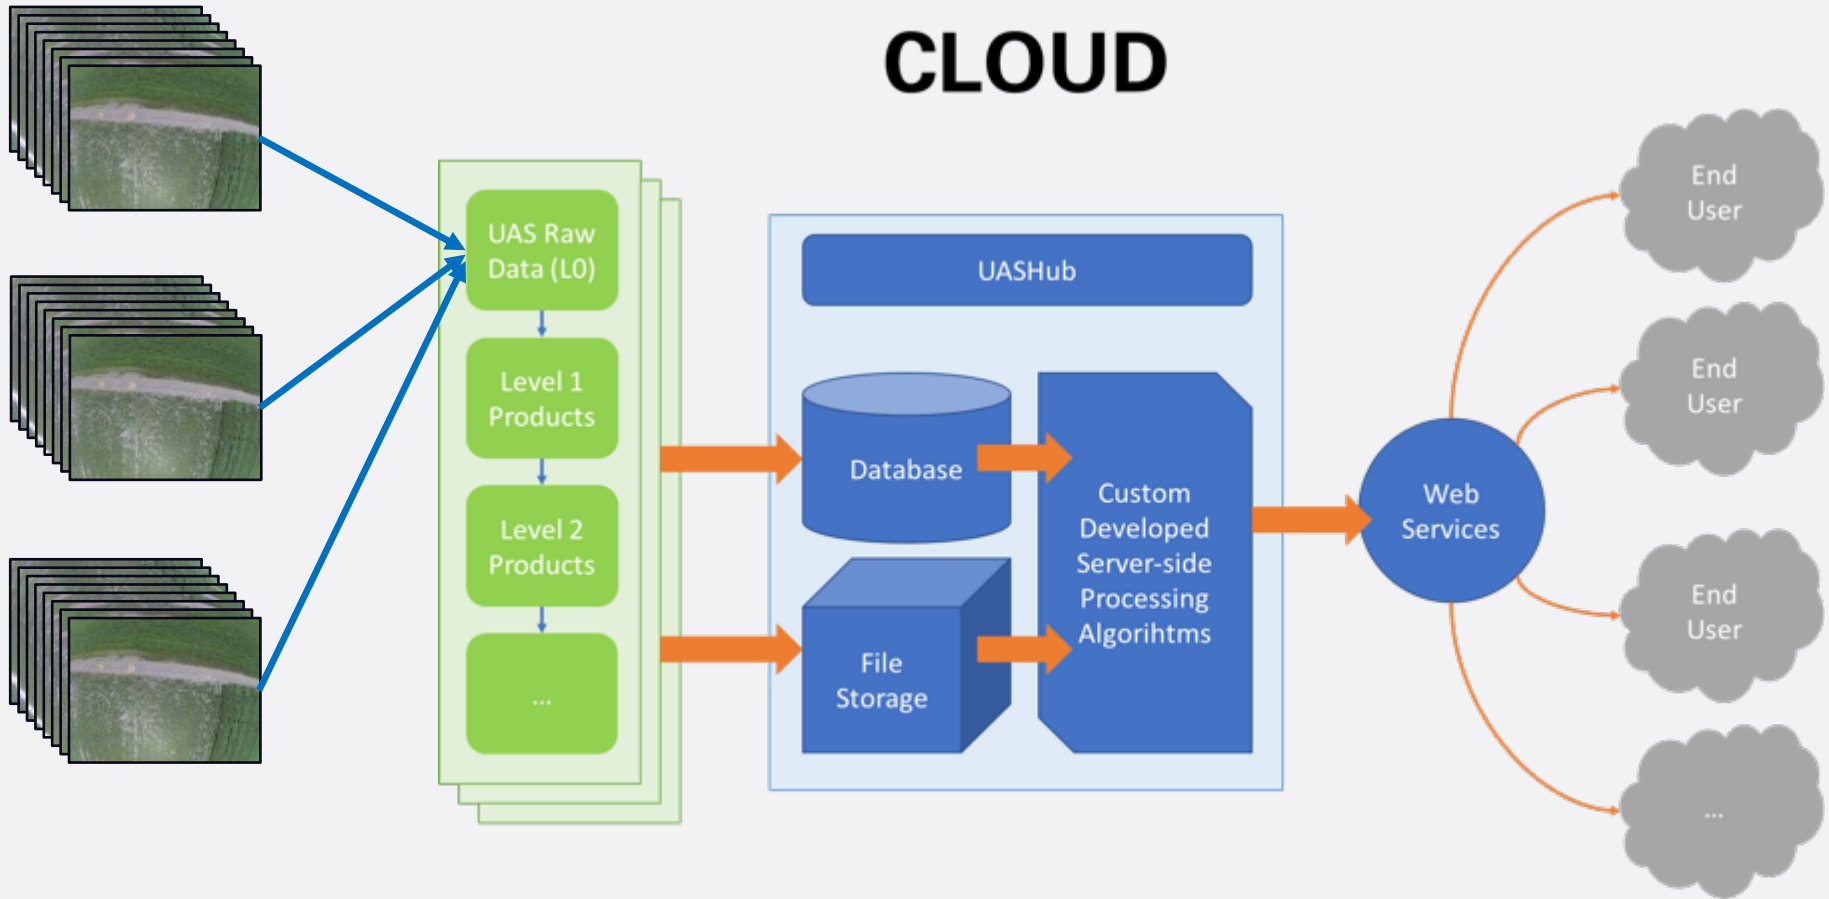 CLOUD
UAS Raw
Data (L0)
Level 1
Products
Level 2
Products
...
UASHub
Database
File
Storage
Custom
Developed
Server-side
Processing
Algorihtms
Web
Services
End
User
End
User
End
User
...